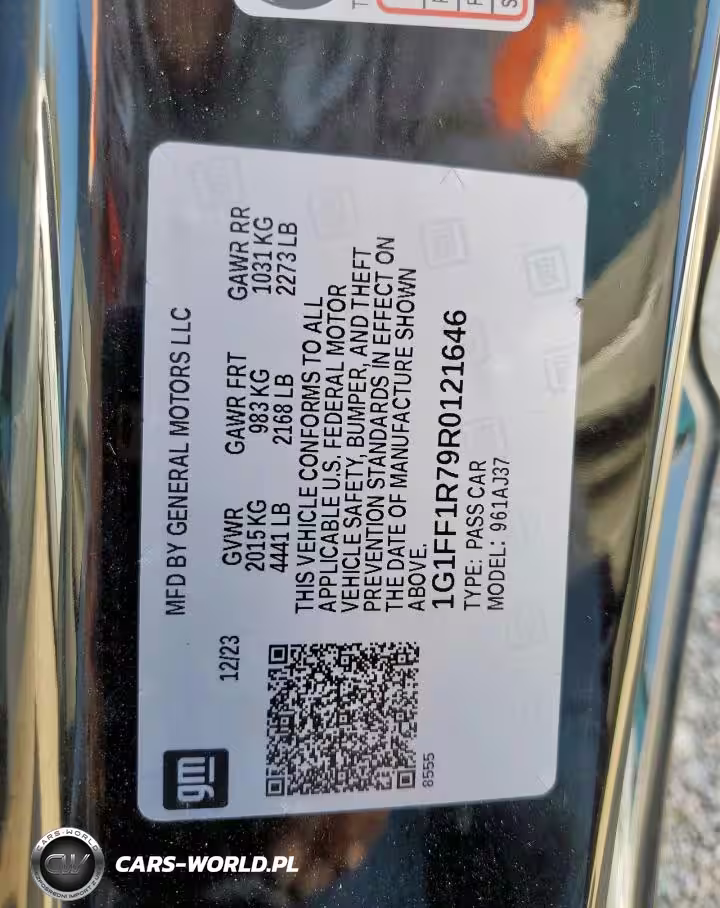 gm
12/23
MFD BY GENERAL MOTORS LLC
GVWR GAWR FRT GAWR RR
2015 KG 983 KG 1031 KG
4441 LB 2168 LB 2273 LB
THIS VEHICLE CONFORMS TO ALL
APPLICABLE U.S. FEDERAL MOTOR
VEHICLE SAFETY, BUMPER, AND THEFT
PREVENTION STANDARDS IN EFFECT ON
THE DATE OF MANUFACTURE SHOWN
ABOVE.
1G1FF1R79R0121646
TYPE: PASS CAR
MODEL: 961AJ37
8555
CARS-WORLD
CW
CARS-WORLD.PL